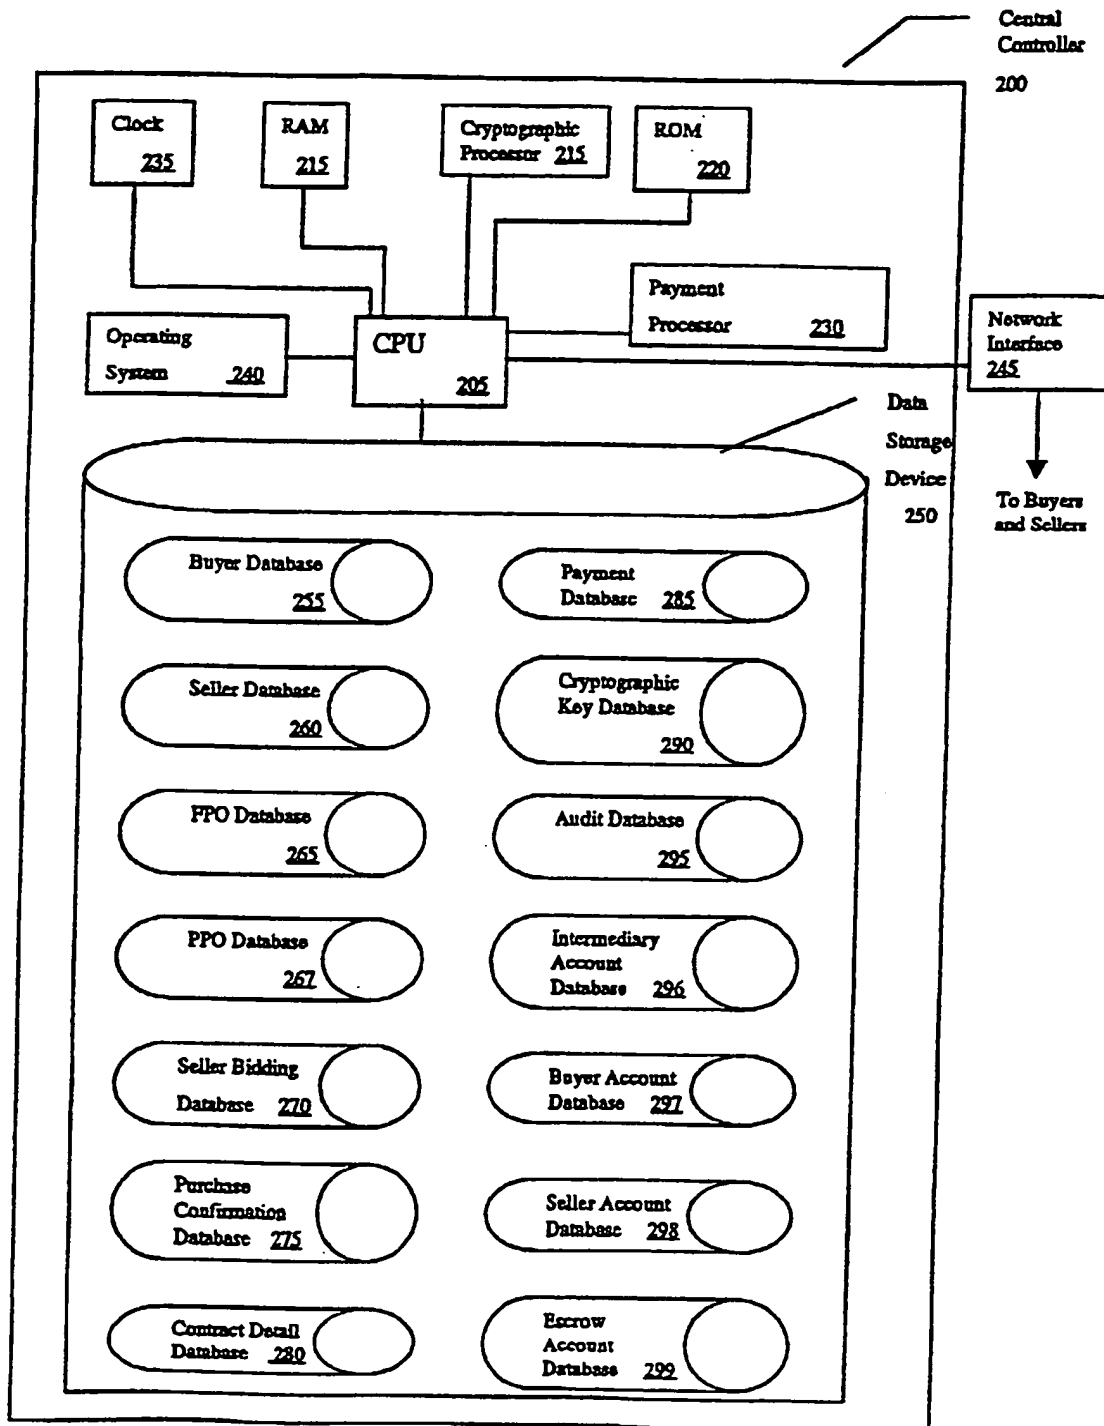 Central
Controller
200
Clock
235
RAM
215
Cryptographic
Processor 215
ROM
220
Payment
Processor 230
Operating
System 240
CPU
205
Network
Interface
245
To Buyers
and Sellers
Data
Storage
Device
250
Buyer Database
255
Payment
Database 285
Seller Database
260
Cryptographic
Key Database
290
FPO Database
265
Audit Database
295
PPO Database
267
Intermediary
Account
Database 296
Seller Bidding
Database 270
Buyer Account
Database 297
Purchase
Confirmation
Database 275
Seller Account
Database 298
Contract Detail
Database 280
Escrow
Account
Database 299